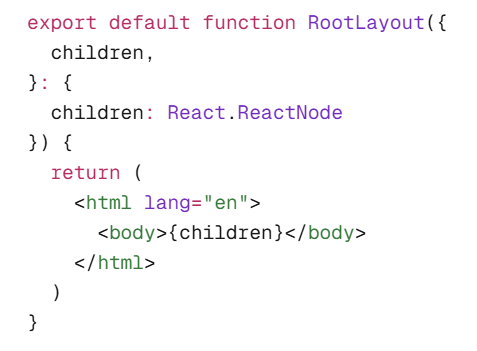 export default function RootLayout({
  children,
}: {
  children: React.ReactNode
}) {
  return (
    <html lang="en">
      <body>{children}</body>
    </html>
  )
}